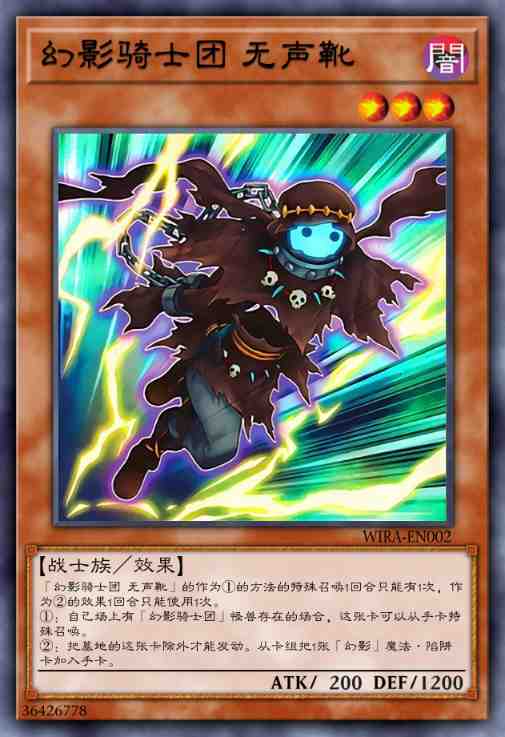 幻影骑士团 无声靴
闇
WIRA-EN002
【战士族／效果】
「幻影骑士团 无声靴」的作为①的方法的特殊召唤1回合只能有1次，作
为②的效果1回合只能使用1次。
①：自己场上有「幻影骑士团」怪兽存在的场合，这张卡可以从手卡特
殊召唤。
②：把墓地的这张卡除外才能发动。从卡组把1张「幻影」魔法·陷阱
卡加入手卡。
ATK/ 200 DEF/1200
36426778